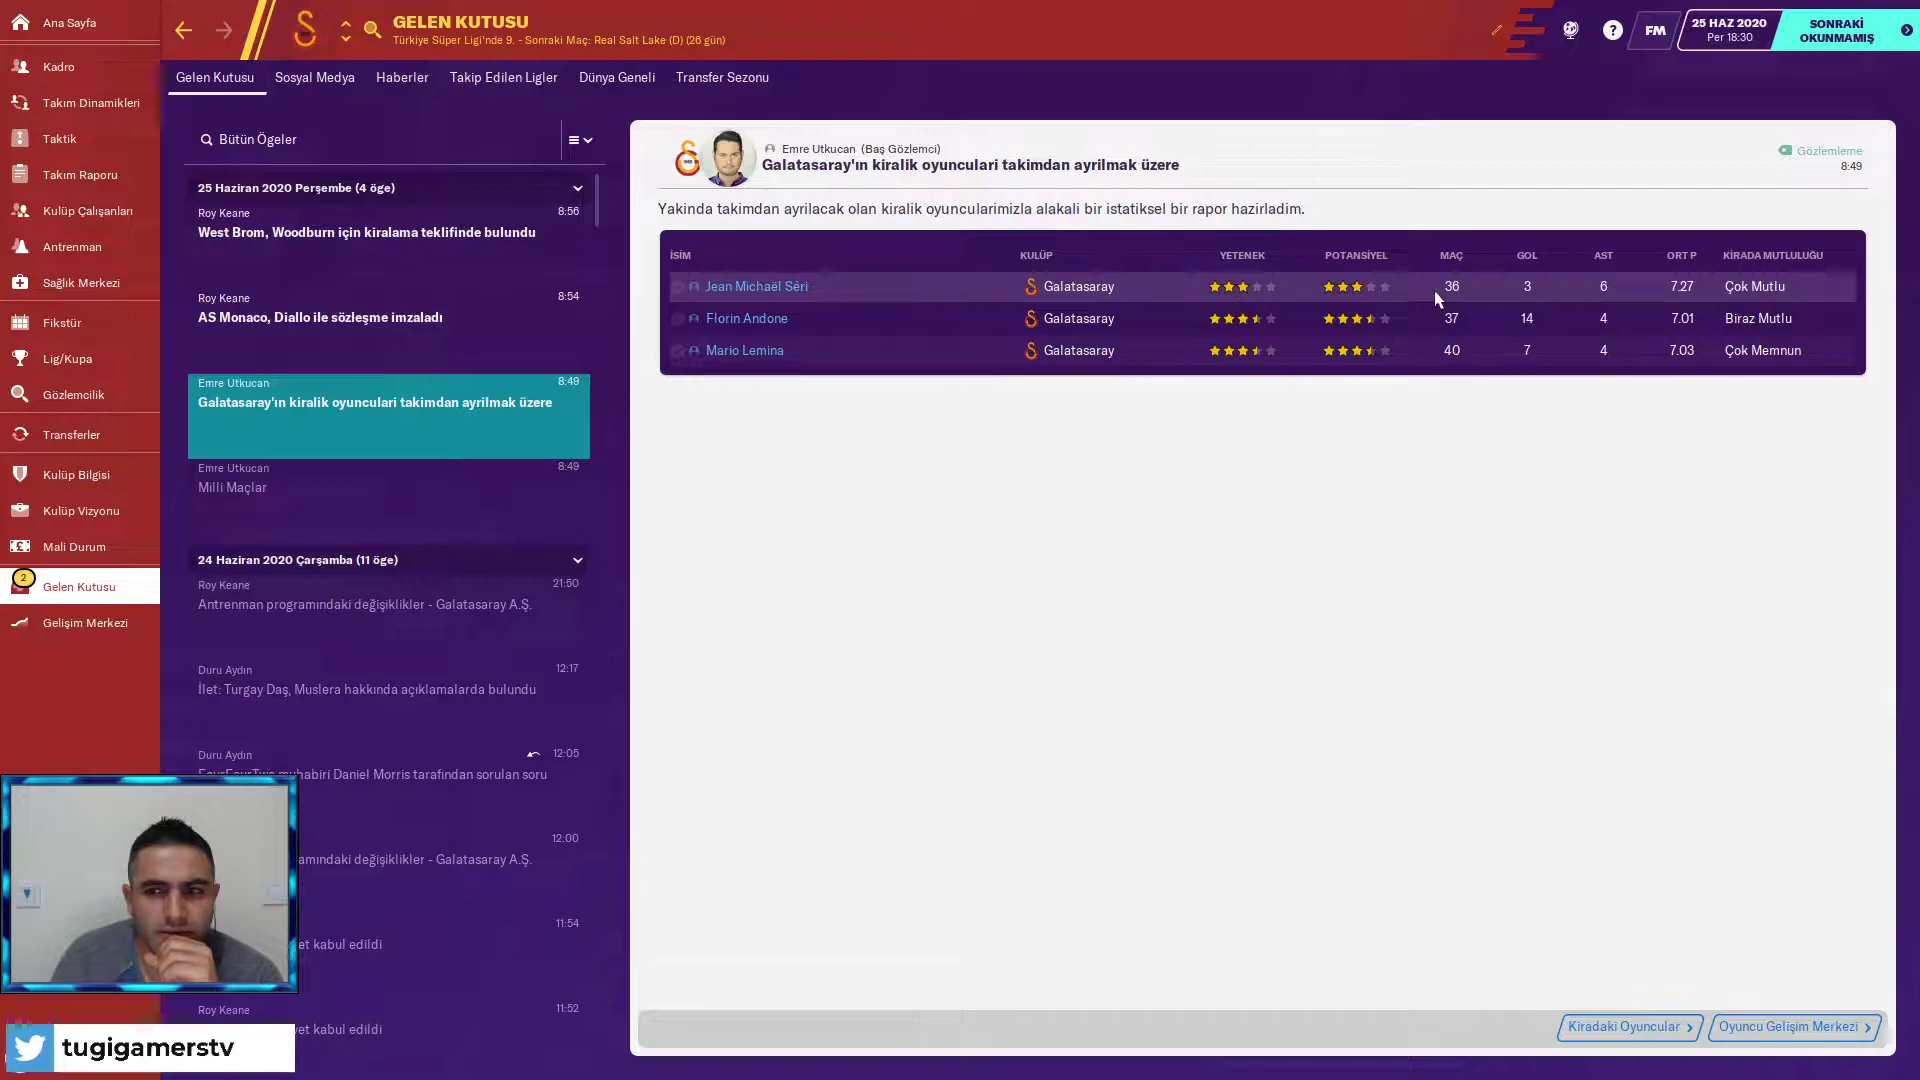 Ana Sayfa
Kadro
Takım Dinamikleri
Taktik
Takım Raporu
Kulüp Çalışanları
Antrenman
Sağlık Merkezi
Fikstür
Lig/Kupa
Gözlemcilik
Transferler
Kulüp Bilgisi
Kulüp Vizyonu
Mali Durum
2
Gelen Kutusu
Gelişim Merkezi
GELEN KUTUSU
Türkiye Süper Ligi'nde 9. - Sonraki Maç: Real Salt Lake (D) (26 gün)
?
FM
25 HAZ 2020
Per 18:30
SONRAKİ
OKUNMAMIŞ
Gelen Kutusu
Sosyal Medya
Haberler
Takip Edilen Ligler
Dünya Geneli
Transfer Sezonu
Bütün Ögeler
25 Haziran 2020 Perşembe (4 öge)
Roy Keane 8:56
West Brom, Woodburn için kiralama teklifinde bulundu
Roy Keane 8:54
AS Monaco, Diallo ile sözleşme imzaladı
Emre Utkucan 8:49
Galatasaray'ın kiralik oyunculari takimdan ayrilmak üzere
Emre Utkucan 8:49
Milli Maçlar
24 Haziran 2020 Çarşamba (11 öge)
Roy Keane 21:50
Antrenman programındaki değişiklikler - Galatasaray A.Ş.
Duru Aydın 12:17
İlet: Turgay Daş, Muslera hakkında açıklamalarda bulundu
Duru Aydın 12:05
FourFourTwo muhabiri Daniel Morris tarafından sorulan soru
12:00
amındaki değişiklikler - Galatasaray A.Ş.
11:54
et kabul edildi
Roy Keane 11:52
vet kabul edildi
tugigamerstv
Emre Utkucan (Baş Gözlemci)
Galatasaray'ın kiralik oyunculari takimdan ayrilmak üzere
Gözlemleme
8:49
Yakinda takimdan ayrilacak olan kiralik oyuncularimizla alakali bir istatiksel bir rapor hazirladim.
İSİM KULÜP YETENEK POTANSİYEL MAÇ GOL AST ORT P KİRADA MUTLULUĞU
Jean Michaël Séri Galatasaray 36 3 6 7.27 Çok Mutlu
Florin Andone Galatasaray 37 14 4 7.01 Biraz Mutlu
Mario Lemina Galatasaray 40 7 4 7.03 Çok Memnun
Kiradaki Oyuncular
Oyuncu Gelişim Merkezi